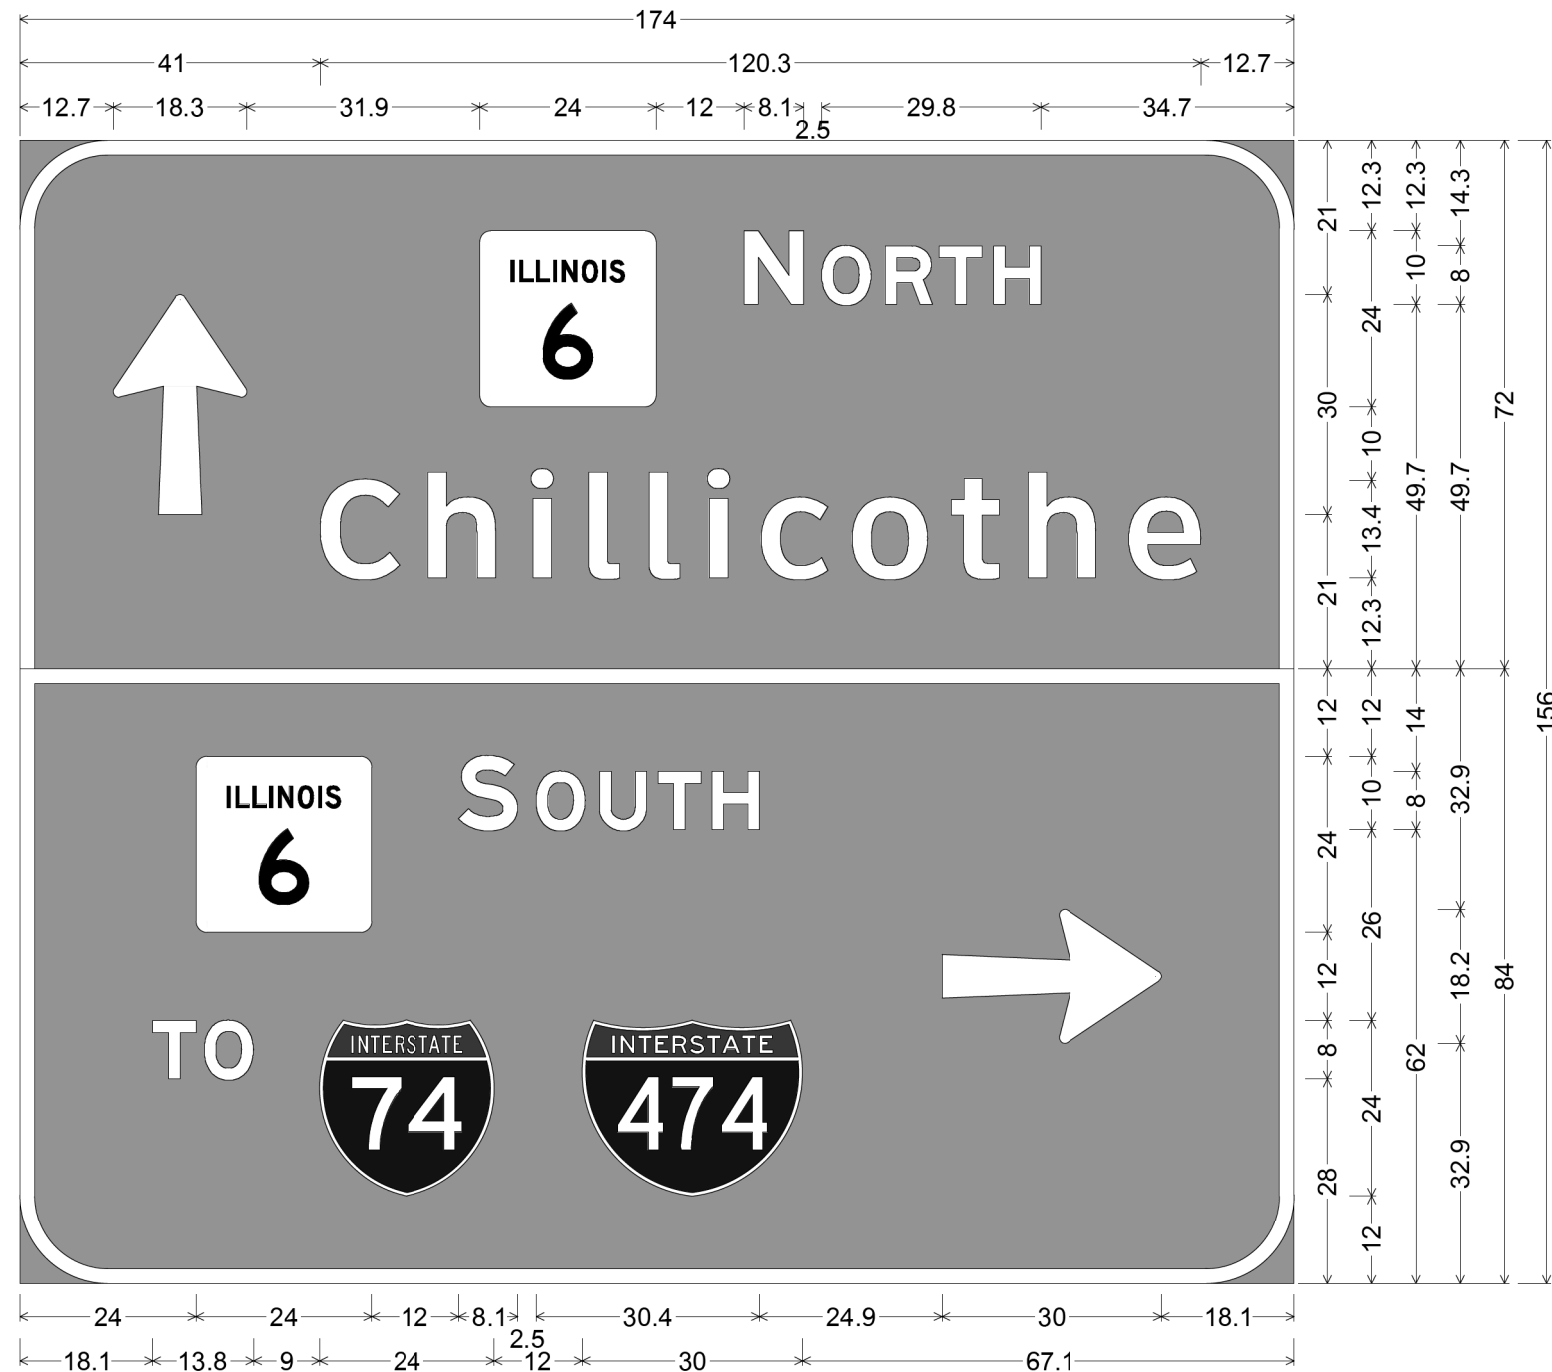 174
41 120.3 12.7
12.7 18.3 31.9 24 12 8.1 29.8 34.7
2.5
ILLINOIS
6
NORTH
Chillicothe
ILLINOIS
6
SOUTH
TO
INTERSTATE
74
INTERSTATE
474
21 30 21 12 24 12 8 28
12.3 24 10 13.4 12.3 12 10 26 24 12
12.3 10 49.7 14 8 62
14.3 8 49.7 32.9 18.2 32.9
72 84
156
24 24 12 8.1 30.4 24.9 30 18.1
2.5
18.1 13.8 9 24 12 30 67.1